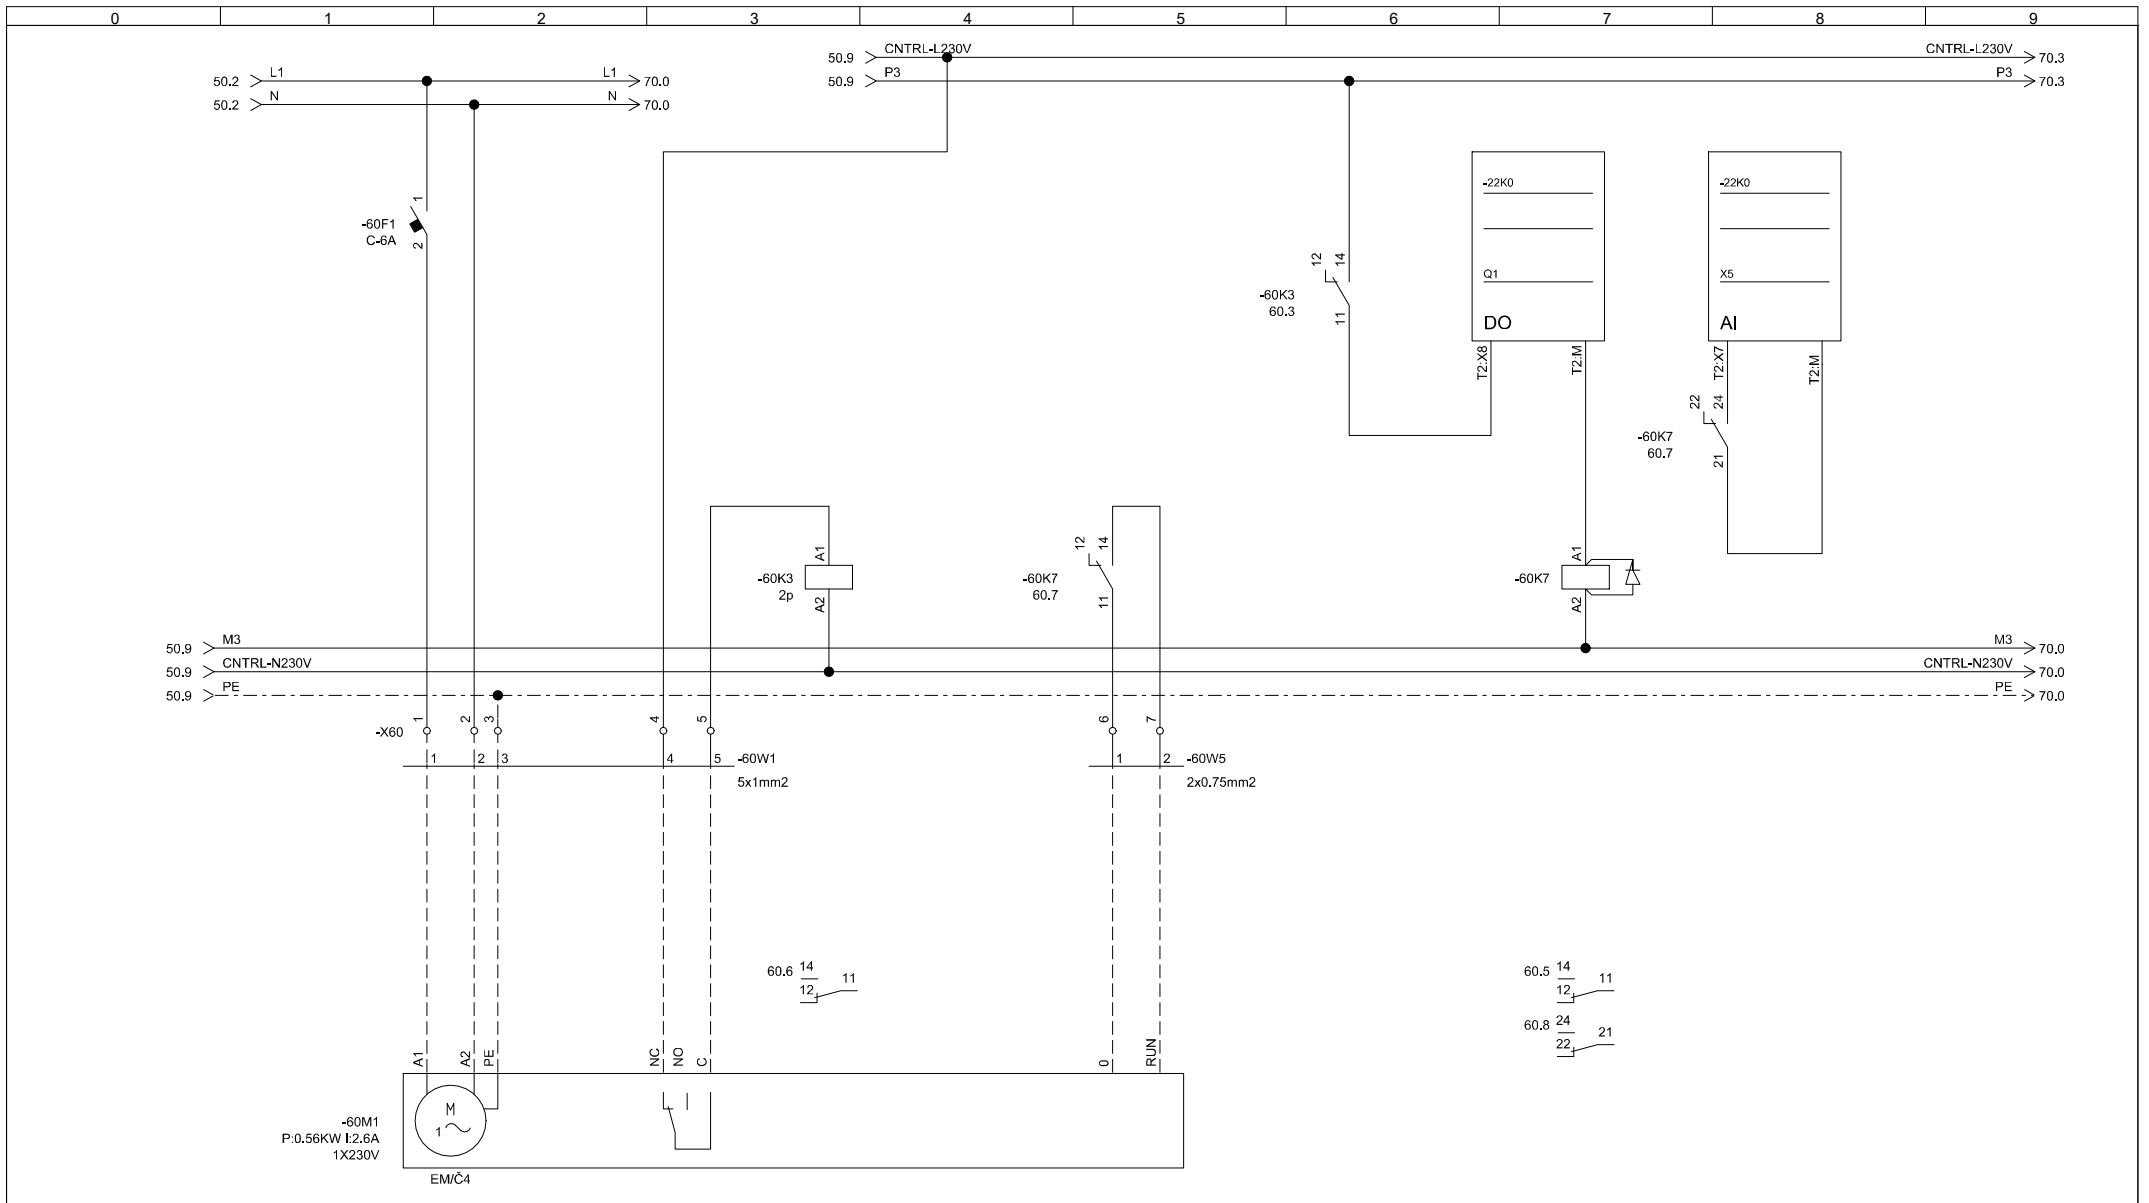 0 1 2 3 4 5 6 7 8 9
50.9 CNTRL-L230V CNTRL-L230V 70.3
50.2 L1 L1 70.0 50.9 P3 P3 70.3
50.2 N N 70.0
-22K0 -22K0
1
-60F1
C-6A
2
12 14
-60K3
60.3
11
Q1 X5
DO AI
T2:X8 T2:M T2:X7 T2:M
22 24
-60K7
60.7
21
A1
-60K3
2p
A2
12 14
-60K7
60.7
11
A1
-60K7
A2
50.9 M3 M3 70.0
50.9 CNTRL-N230V CNTRL-N230V 70.0
50.9 PE PE 70.0
1 2 3 4 5 6 7
-X60
1 2 3 4 5 -60W1 1 2 -60W5
5x1mm2 2x0.75mm2
60.6 14 11
12
60.5 14 11
12
60.8 24 21
22
A1 A2 PE NC NO C 0 RUN
M
1
-60M1
P:0.56KW I:2.6A
1X230V
EM/Č4